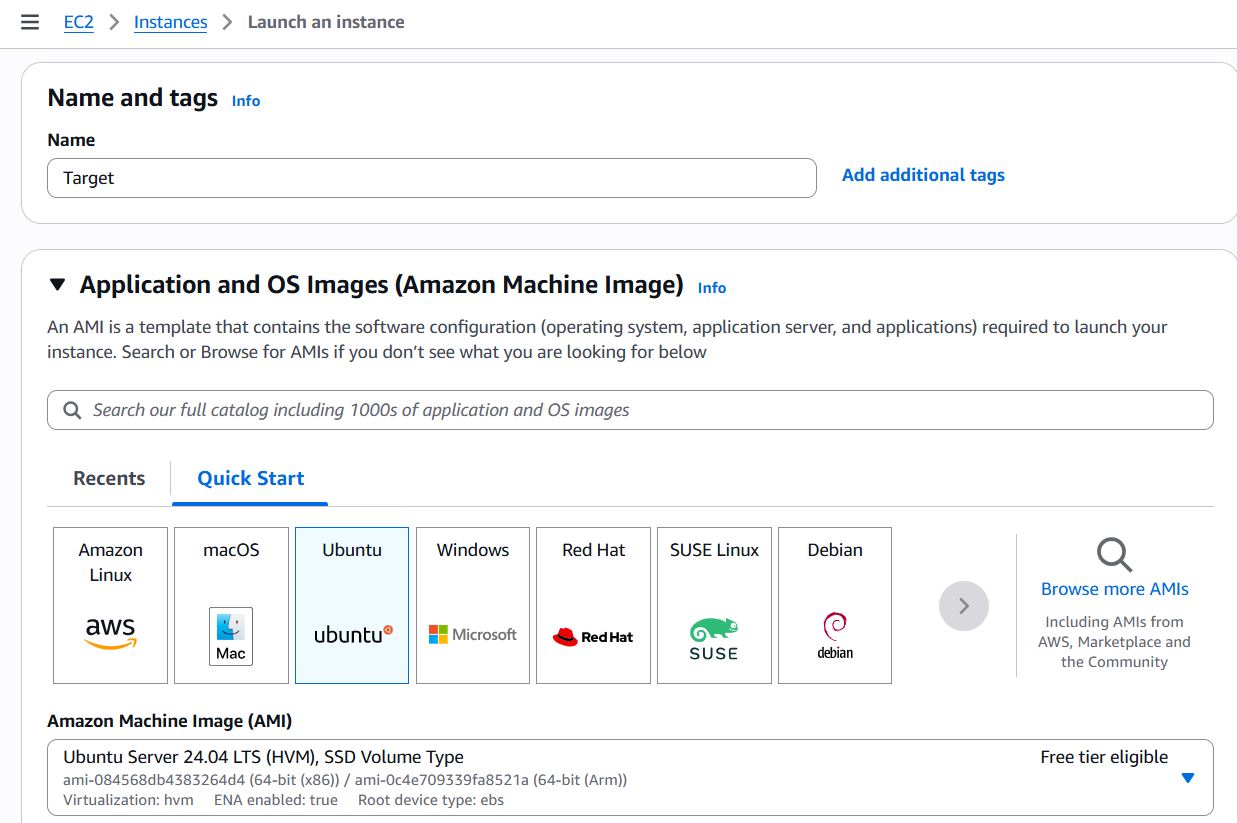 EC2 > Instances > Launch an instance
Name and tags Info
Name
Target
Add additional tags
Application and OS Images (Amazon Machine Image) Info
An AMI is a template that contains the software configuration (operating system, application server, and applications) required to launch your
instance. Search or Browse for AMIs if you don’t see what you are looking for below
Search our full catalog including 1000s of application and OS images
Recents
Quick Start
Amazon
Linux
aws
macOS
Mac
Ubuntu
ubuntu
Windows
Microsoft
Red Hat
Red Hat
SUSE Linux
SUSE
Debian
debian
Browse more AMIs
Including AMIs from
AWS, Marketplace and
the Community
Amazon Machine Image (AMI)
Ubuntu Server 24.04 LTS (HVM), SSD Volume Type
Free tier eligible
ami-084568db4383264d4 (64-bit (x86)) / ami-0c4e709339fa8521a (64-bit (Arm))
Virtualization: hvm ENA enabled: true Root device type: ebs